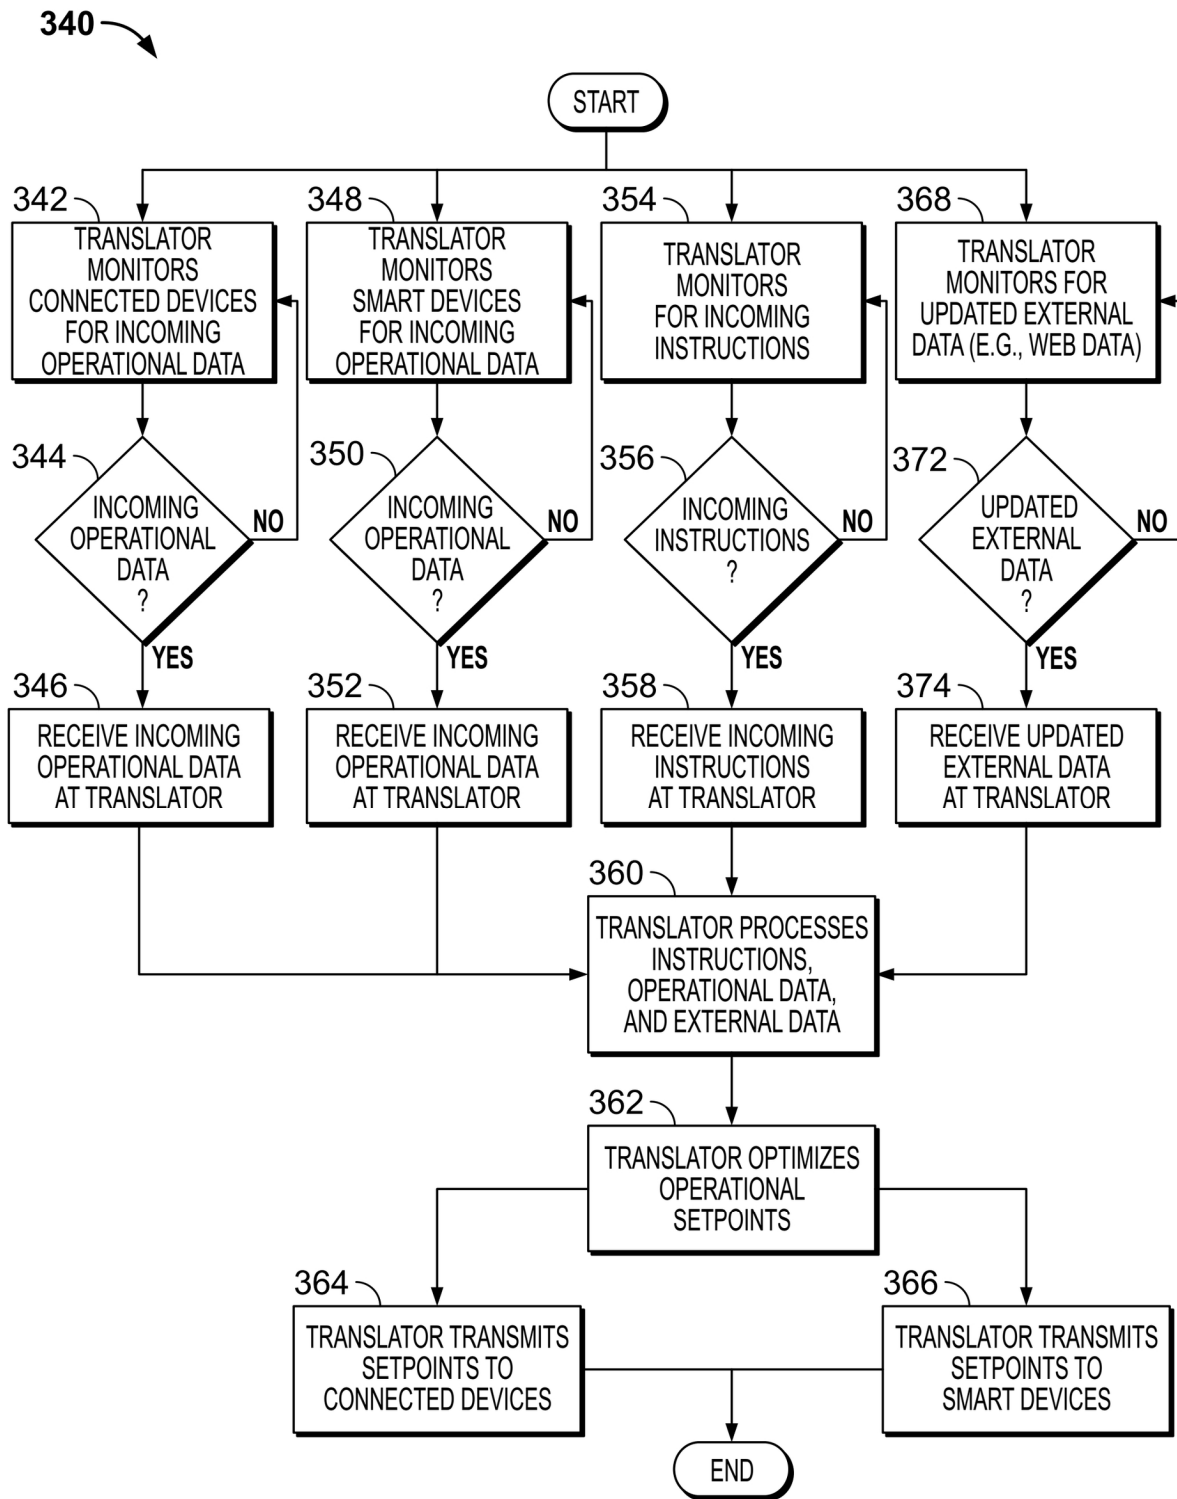 340
START
342
TRANSLATOR
MONITORS
CONNECTED DEVICES
FOR INCOMING
OPERATIONAL DATA
348
TRANSLATOR
MONITORS
SMART DEVICES
FOR INCOMING
OPERATIONAL DATA
354
TRANSLATOR
MONITORS
FOR INCOMING
INSTRUCTIONS
368
TRANSLATOR
MONITORS FOR
UPDATED EXTERNAL
DATA (E.G., WEB DATA)
344
INCOMING
OPERATIONAL
DATA
?
NO
YES
350
INCOMING
OPERATIONAL
DATA
?
NO
YES
356
INCOMING
INSTRUCTIONS
?
NO
YES
372
UPDATED
EXTERNAL
DATA
?
NO
YES
346
RECEIVE INCOMING
OPERATIONAL DATA
AT TRANSLATOR
352
RECEIVE INCOMING
OPERATIONAL DATA
AT TRANSLATOR
358
RECEIVE INCOMING
INSTRUCTIONS
AT TRANSLATOR
374
RECEIVE UPDATED
EXTERNAL DATA
AT TRANSLATOR
360
TRANSLATOR PROCESSES
INSTRUCTIONS,
OPERATIONAL DATA,
AND EXTERNAL DATA
362
TRANSLATOR OPTIMIZES
OPERATIONAL
SETPOINTS
364
TRANSLATOR TRANSMITS
SETPOINTS TO
CONNECTED DEVICES
366
TRANSLATOR TRANSMITS
SETPOINTS TO
SMART DEVICES
END